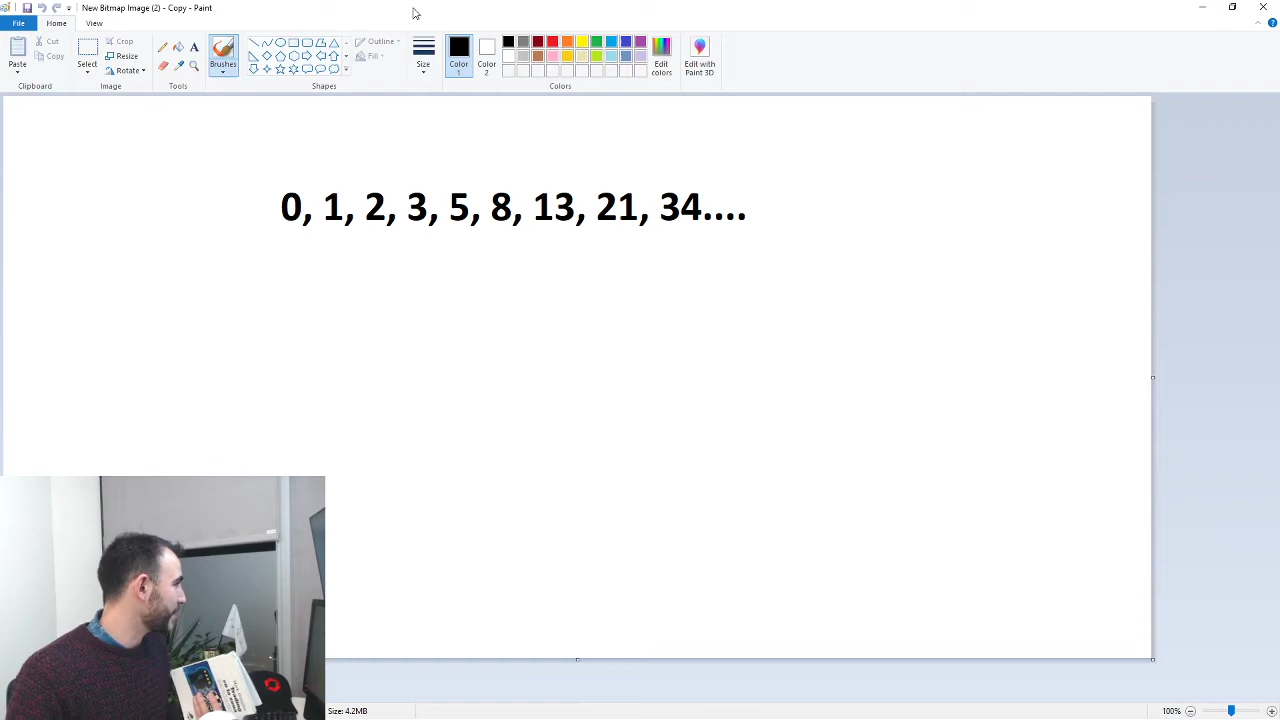 New Bitmap Image (2) - Copy - Paint
File Home View
Paste
Cut
Copy
Clipboard
Select
Crop
Resize
Rotate
Image
A
Tools
Brushes
Outline
Fill
Shapes
Size
Color 1
Color 2
Edit colors
Edit with Paint 3D
Colors
0, 1, 2, 3, 5, 8, 13, 21, 34....
Size: 4.2MB
100%